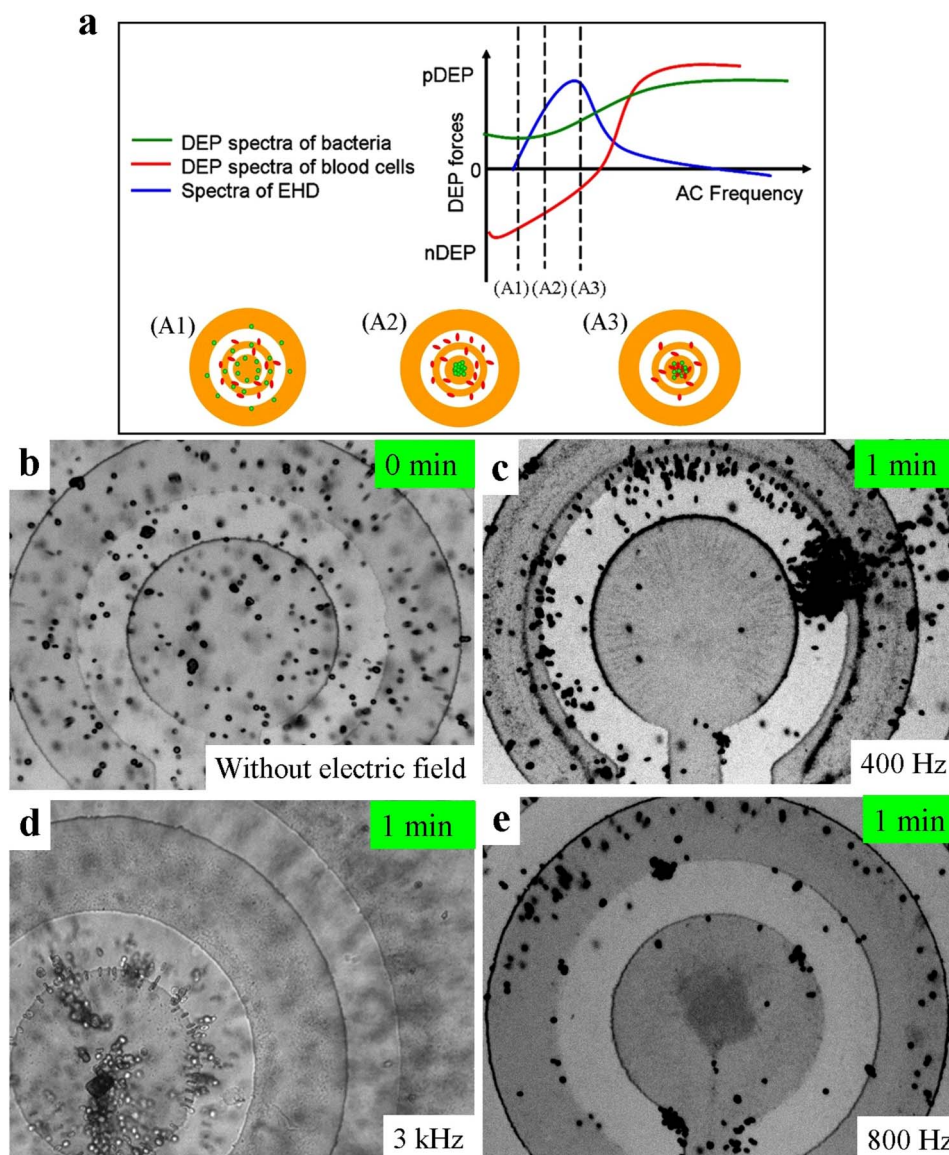 a
pDEP
DEP spectra of bacteria
DEP spectra of blood cells
Spectra of EHD
DEP forces
0
AC Frequency
nDEP
(A1) (A2) (A3)
(A1)
(A2)
(A3)
b
0 min
Without electric field
c
1 min
400 Hz
d
1 min
3 kHz
e
1 min
800 Hz